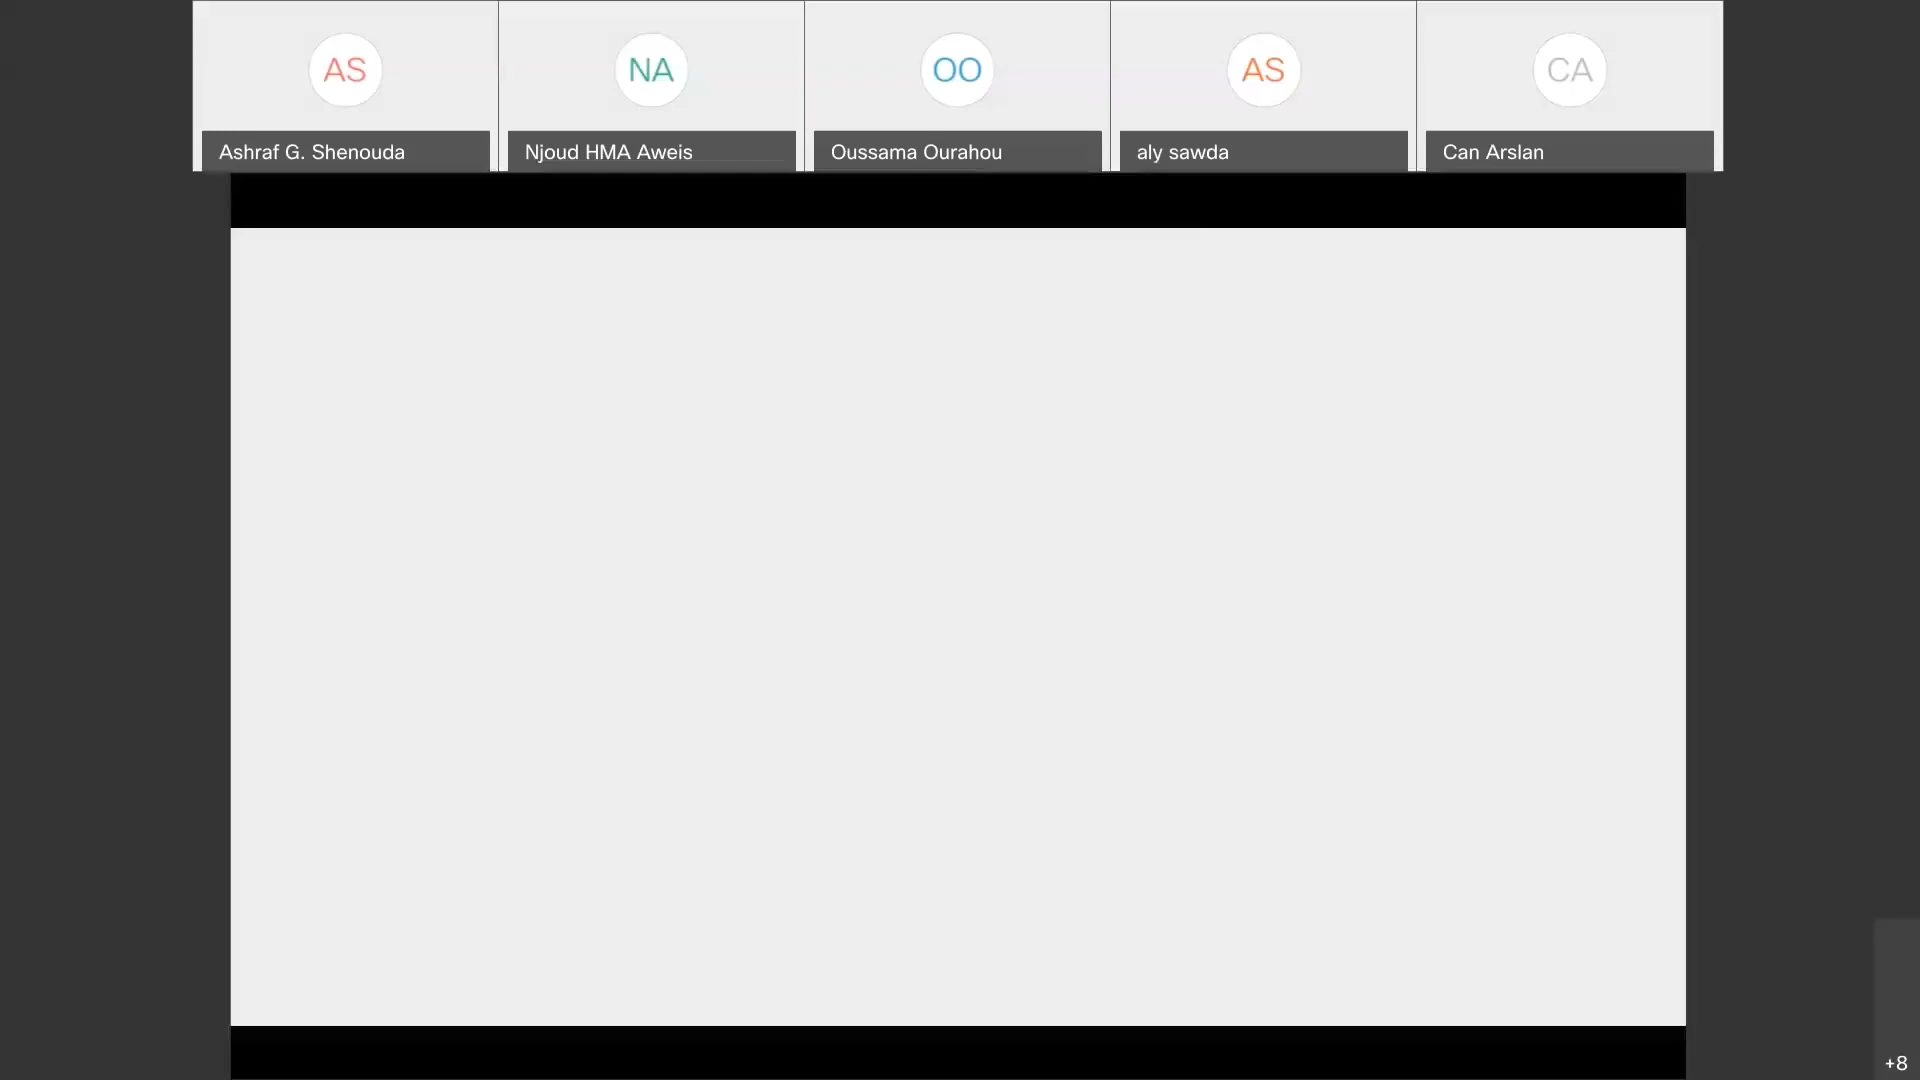 AS
NA
OO
AS
CA
Ashraf G. Shenouda
Njoud HMA Aweis
Oussama Ourahou
aly sawda
Can Arslan
+8